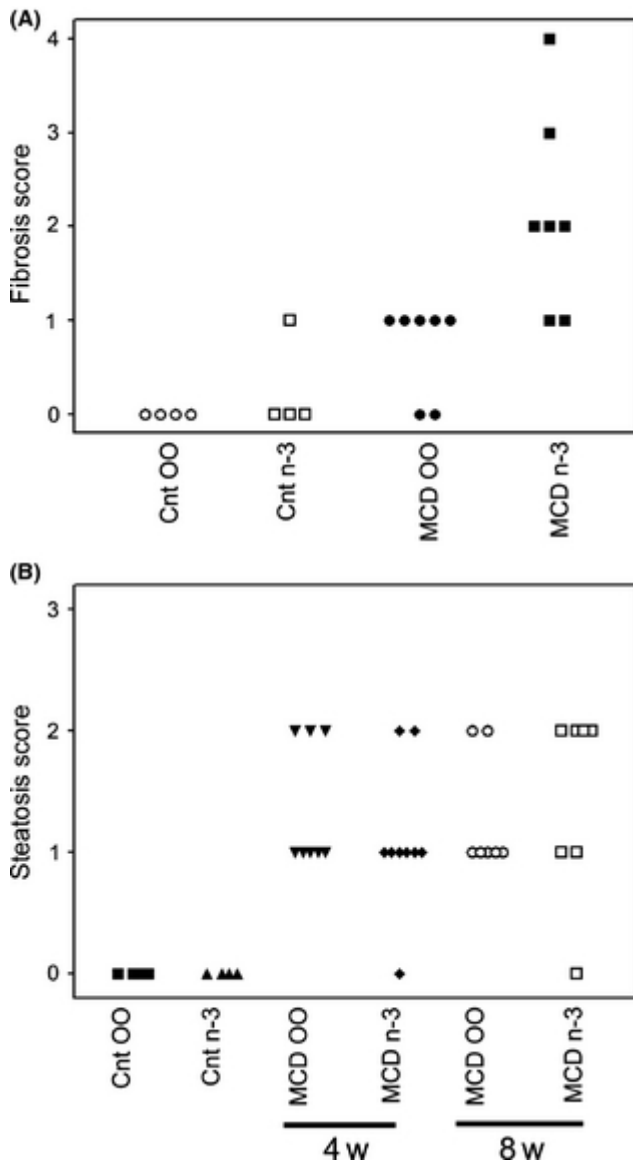 (A)
4
3
2
1
0
Fibrosis score
Cnt OO
Cnt n-3
MCD OO
MCD n-3
(B)
3
2
1
0
Steatosis score
Cnt OO
Cnt n-3
MCD OO
MCD n-3
MCD OO
MCD n-3
4 w
8 w